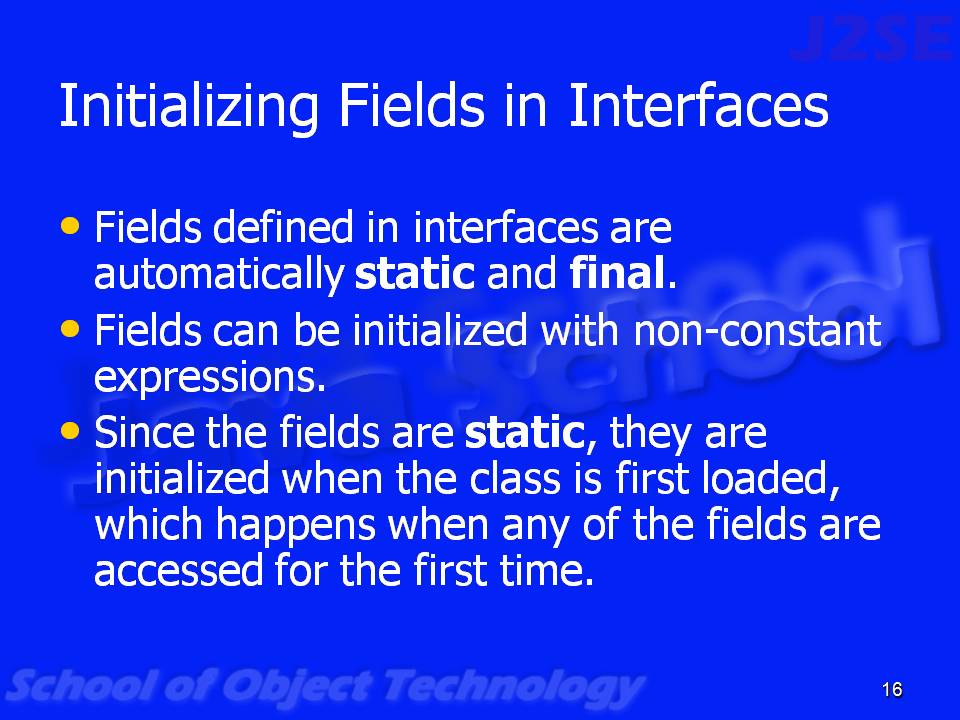 J2SE
Initializing Fields in Interfaces
• Fields defined in interfaces are
automatically static and final.
• Fields can be initialized with non-constant
expressions.
• Since the fields are static, they are
initialized when the class is first loaded,
which happens when any of the fields are
accessed for the first time.
Java School
School of Object Technology
16